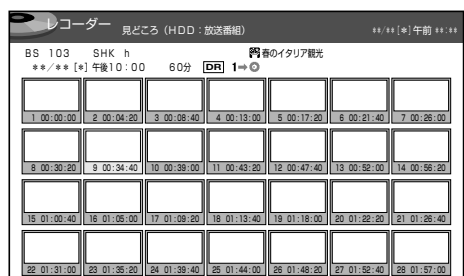 レコーダー 見どころ（HDD：放送番組） **/**[*]午前**:**
BS 103 SHK h 春のイタリア観光
**/**[*]午後10：00 60分 DR 1⇒
1 00:00:00 2 00:04:20 3 00:08:40 4 00:13:00 5 00:17:20 6 00:21:40 7 00:26:00
8 00:30:20 9 00:34:40 10 00:39:00 11 00:43:20 12 00:47:40 13 00:52:00 14 00:56:20
15 01:00:40 16 01:05:00 17 01:09:20 18 01:13:40 19 01:18:00 20 01:22:20 21 01:26:40
22 01:31:00 23 01:35:20 24 01:39:40 25 01:44:00 26 01:48:20 27 01:52:40 28 01:57:00